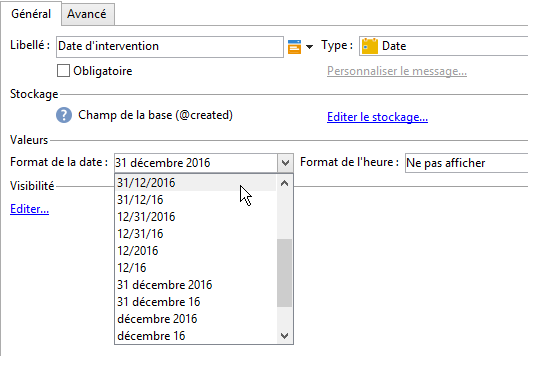 Général Avancé
Libellé : Date d'intervention Type : Date
Obligatoire Personnaliser le message...
Stockage
Champ de la base (@created) Editer le stockage...
Valeurs
Format de la date : 31 décembre 2016 Format de l'heure : Ne pas afficher
Visibilité
Editer...
31/12/2016
31/12/16
12/31/2016
12/31/16
12/2016
12/16
31 décembre 2016
31 décembre 16
décembre 2016
décembre 16